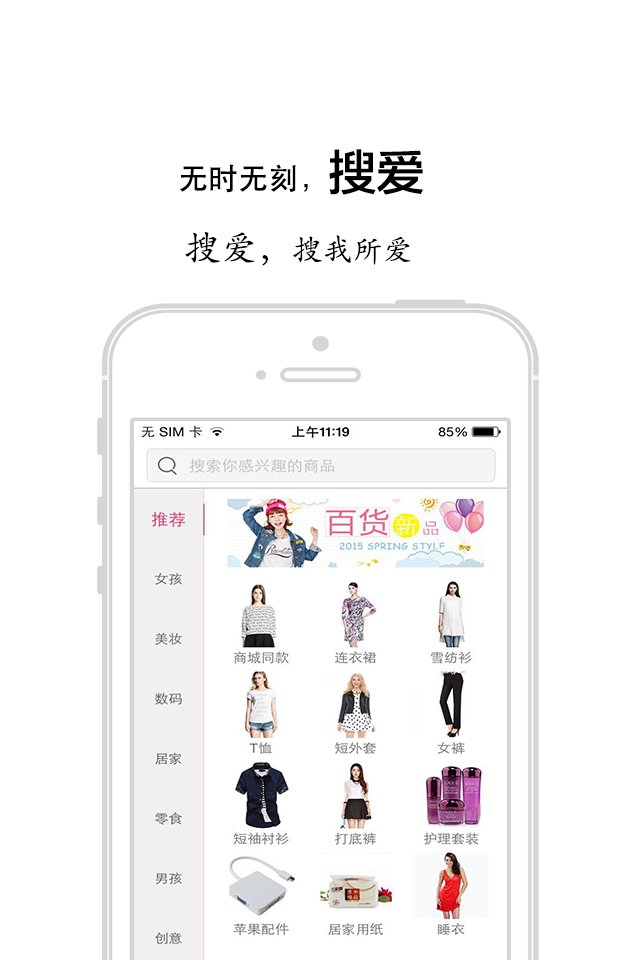 无时无刻，搜爱
搜爱，搜我所爱
无 SIM 卡 上午11:19 85%
搜索你感兴趣的商品
推荐
百货新品
2015 SPRING STYLE
女孩
商城同款 连衣裙 雪纺衫
美妆
数码
T恤 短外套 女裤
居家
零食
短袖衬衫 打底裤 护理套装
男孩
苹果配件 居家用纸 睡衣
创意